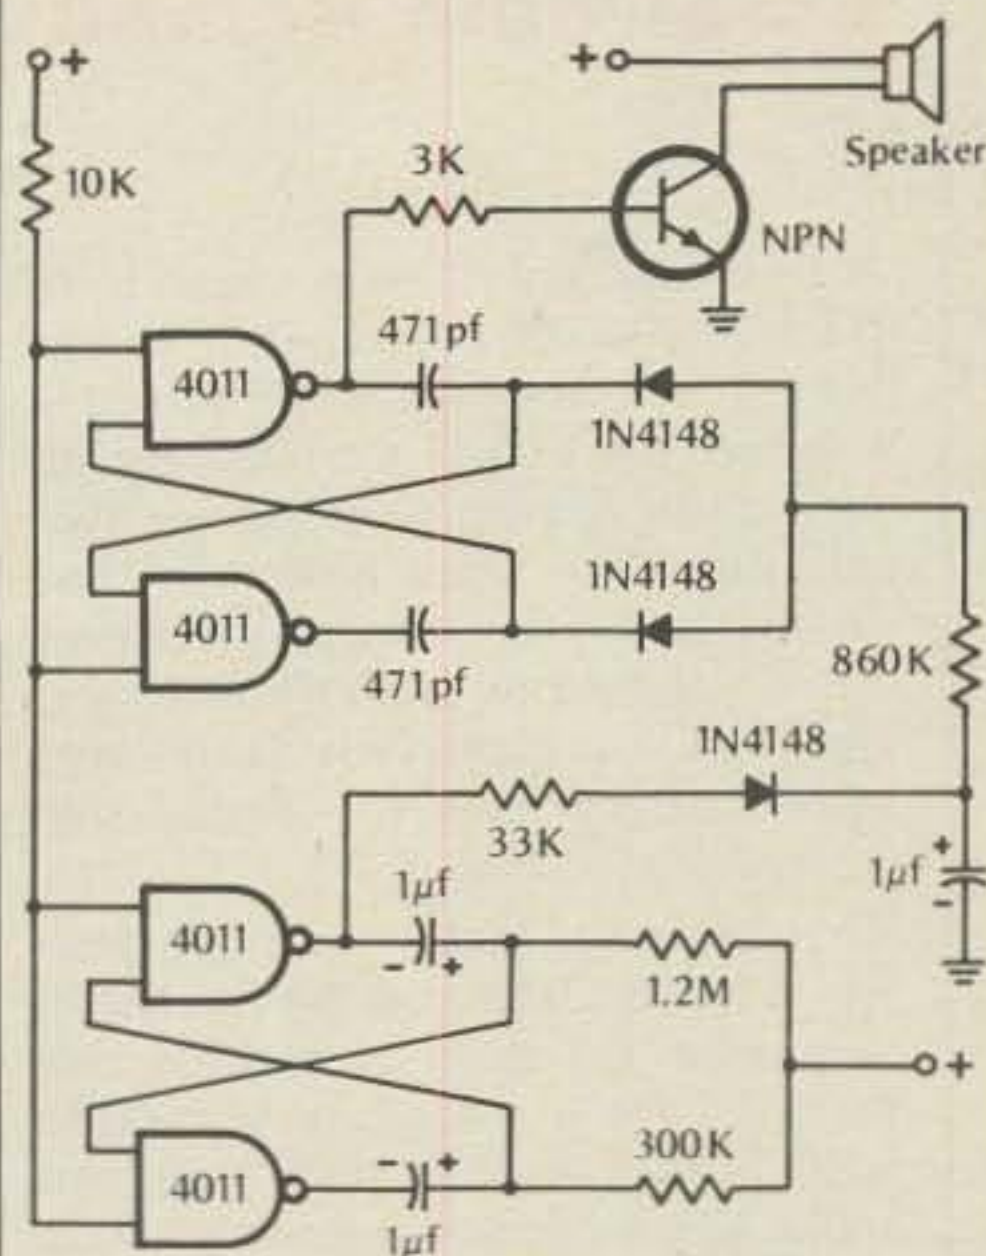 +
+
Speaker
10K
3K
NPN
471pf
4011
1N4148
1N4148
4011
471pf
860K
1N4148
33K
+
1µf
-
1µf
4011
- +
1.2M
+
300K
- +
4011
1µf